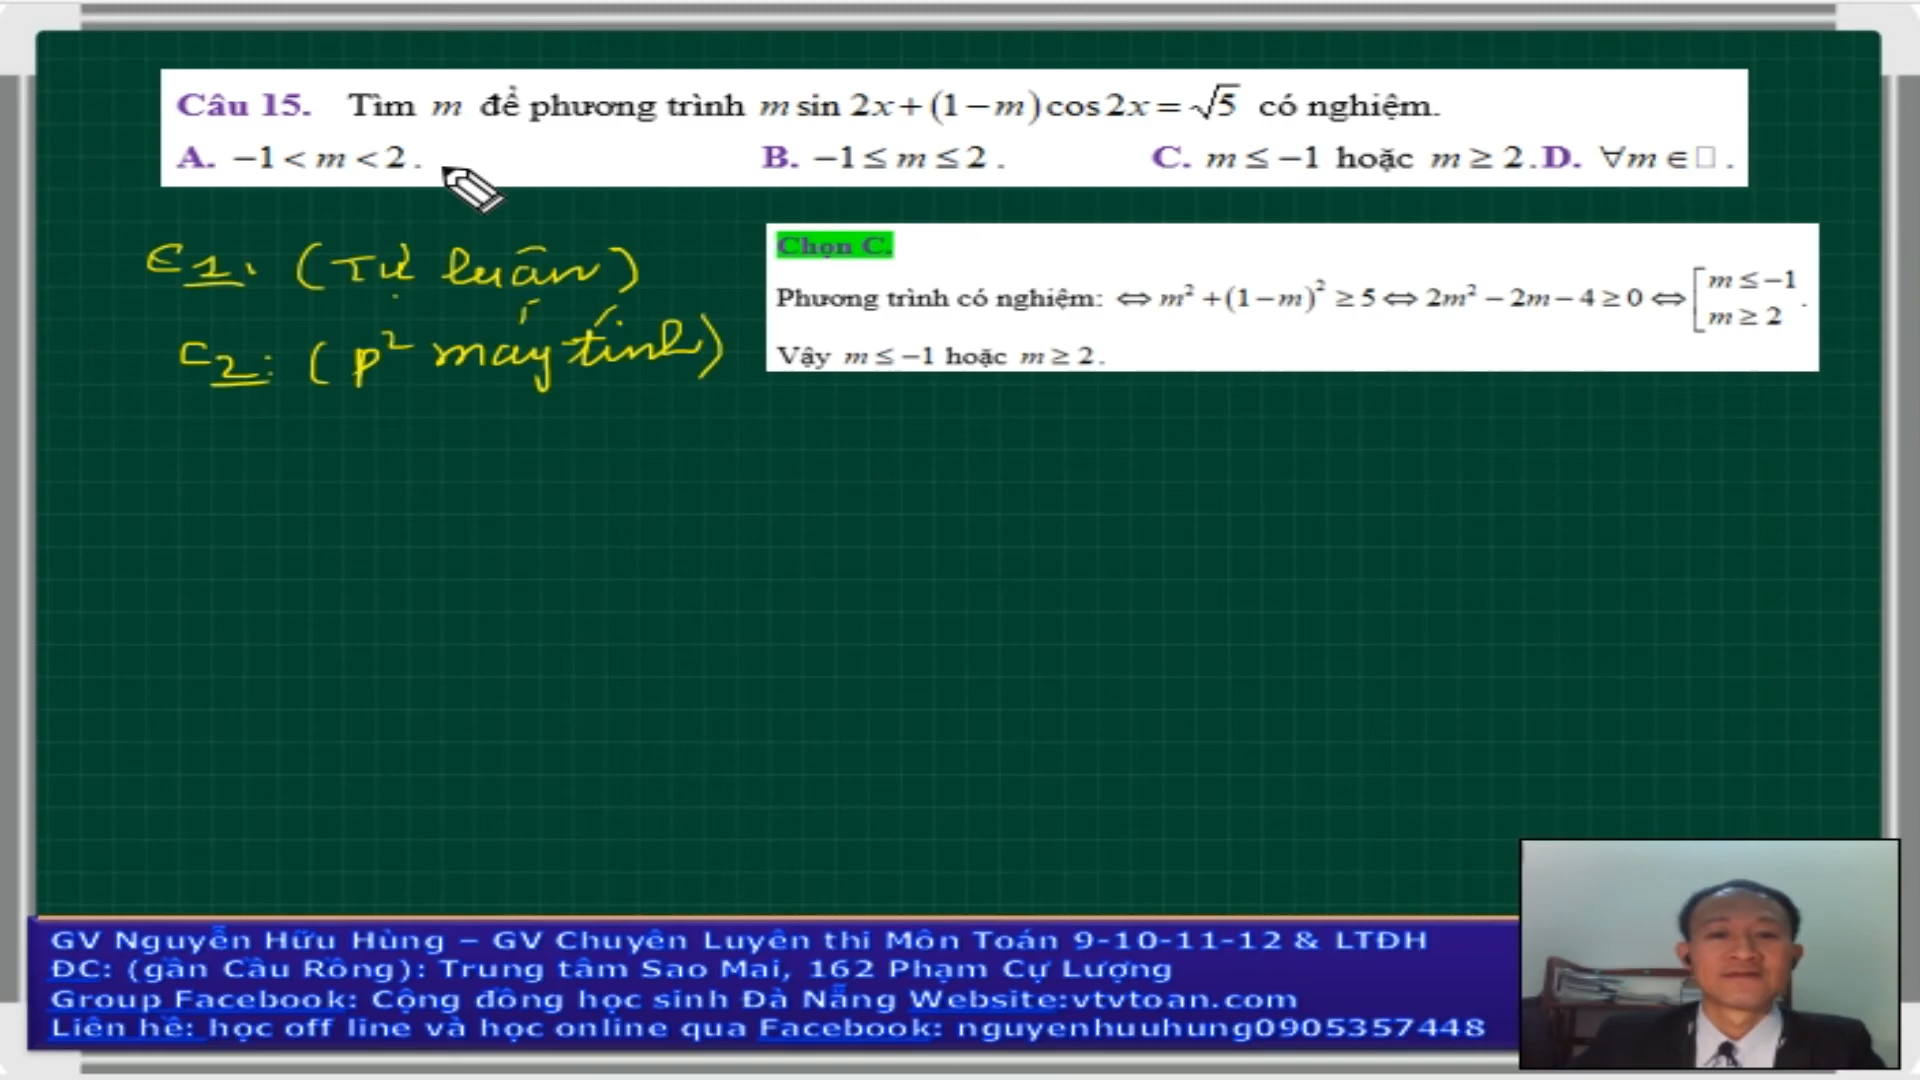 Câu 15. Tìm m để phương trình m sin 2x + (1 − m) cos 2x = √5 có nghiệm.
A. −1 < m < 2 . B. −1 ≤ m ≤ 2 . C. m ≤ −1 hoặc m ≥ 2 . D. ∀m ∈ □ .
C1: (Tự luận)
C2: (p² máy tính)
Chọn C.
Phương trình có nghiệm: ⇔ m² + (1 − m)² ≥ 5 ⇔ 2m² − 2m − 4 ≥ 0 ⇔ [ m ≤ −1
m ≥ 2 .
Vậy m ≤ −1 hoặc m ≥ 2 .
GV Nguyễn Hữu Hùng – GV Chuyên Luyện thi Môn Toán 9-10-11-12 & LTĐH
ĐC: (gần Cầu Rồng): Trung tâm Sao Mai, 162 Phạm Cự Lượng
Group Facebook: Cộng đồng học sinh Đà Nẵng Website:vtvtoan.com
Liên hề: học off line và học online qua Facebook: nguyenhuuhung0905357448